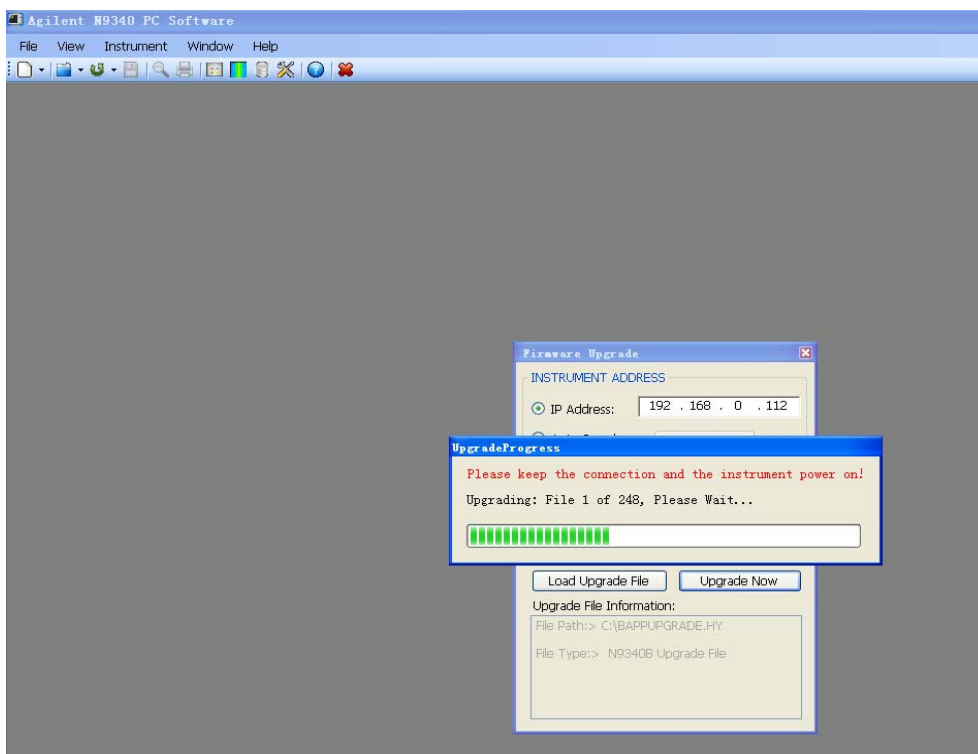 Agilent N9340 PC Software
File View Instrument Window Help
Firmware Upgrade
INSTRUMENT ADDRESS
IP Address: 192 . 168 . 0 . 112
UpgradeProgress
Please keep the connection and the instrument power on!
Upgrading: File 1 of 248, Please Wait...
Load Upgrade File Upgrade Now
Upgrade File Information:
File Path:> C:\BAPPUPGRADE.HY
File Type:> N9340B Upgrade File